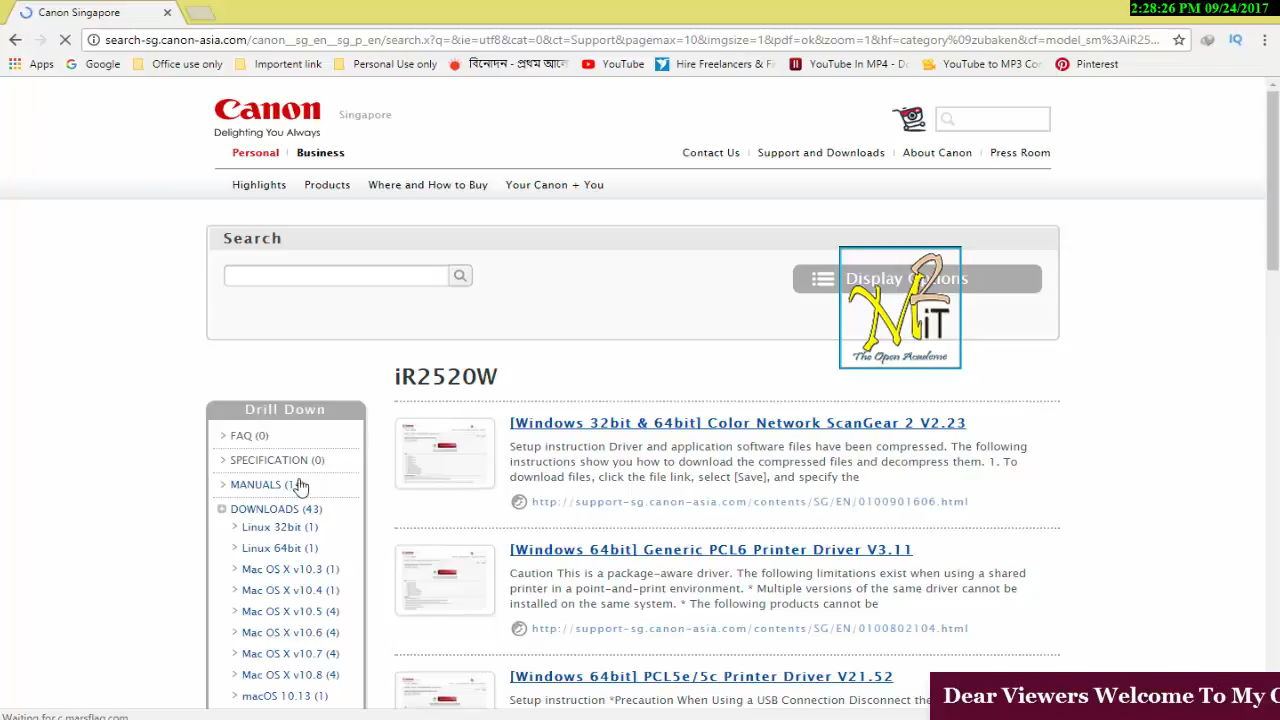 2:28:26 PM 09/24/2017
Canon Singapore
search-sg.canon-asia.com/canon__sg_en__sg_p_en/search.x?q=&ie=utf8&cat=0&ct=Support&pagemax=10&imgsize=1&pdf=ok&zoom=1&hf=category%09zubaken&cf=model_sm%3AiR25...
Apps Google Office use only Importent link Personal Use only বিনোদন - প্রথম আলো YouTube Hire Freelancers & F YouTube In MP4 - Do YouTube to MP3 Co Pinterest
Canon Singapore
Delighting You Always
Personal Business
Contact Us Support and Downloads About Canon Press Room
Highlights Products Where and How to Buy Your Canon + You
Search
Display
MiT
The Open Academe
iR2520W
Drill Down
FAQ (0)
SPECIFICATION (0)
MANUALS
DOWNLOADS (43)
Linux 32bit (1)
Linux 64bit (1)
Mac OS X v10.3 (1)
Mac OS X v10.4 (1)
Mac OS X v10.5 (4)
Mac OS X v10.6 (4)
Mac OS X v10.7 (4)
Mac OS X v10.8 (4)
macOS 10.13 (1)
[Windows 32bit & 64bit] Color Network ScanGear 2 V2.23
Setup instruction Driver and application software files have been compressed. The following
instructions show you how to download the compressed files and decompress them. 1. To
download files, click the file link, select [Save], and specify the
http://support-sg.canon-asia.com/contents/SG/EN/0100901606.html
[Windows 64bit] Generic PCL6 Printer Driver V3.11
Caution This is a package-aware driver. The following limitations exist when using a shared
printer in a point-and-print environment. * Multiple versions of the same driver cannot be
installed on the same system. * The following products cannot be
http://support-sg.canon-asia.com/contents/SG/EN/0100802104.html
[Windows 64bit] PCL5e/5c Printer Driver V21.52
Setup instruction *Precaution When Using a USB Connection Disconnect the
Dear Viewers Welcome To My C
Waiting for c.marsflag.com